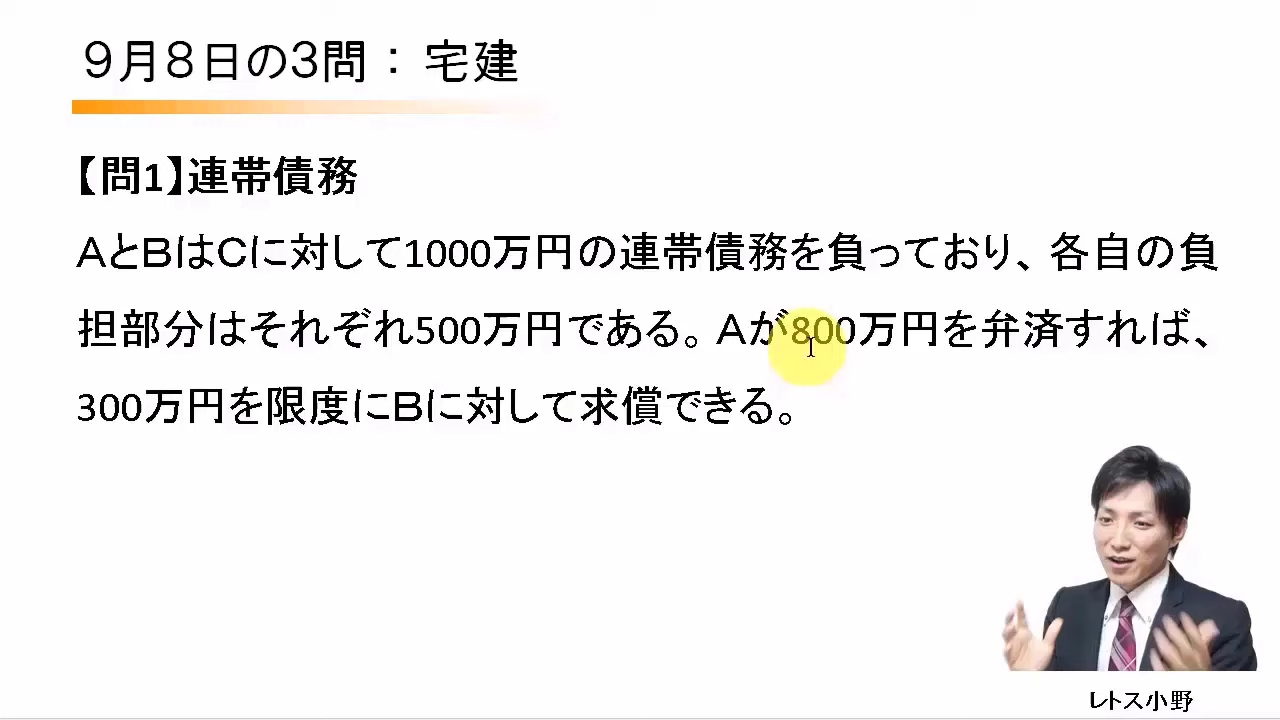 ９月８日の３問：宅建
【問1】連帯債務
ＡとＢはＣに対して1000万円の連帯債務を負っており、各自の負
担部分はそれぞれ500万円である。Ａが800万円を弁済すれば、
300万円を限度にＢに対して求償できる。
レトス小野